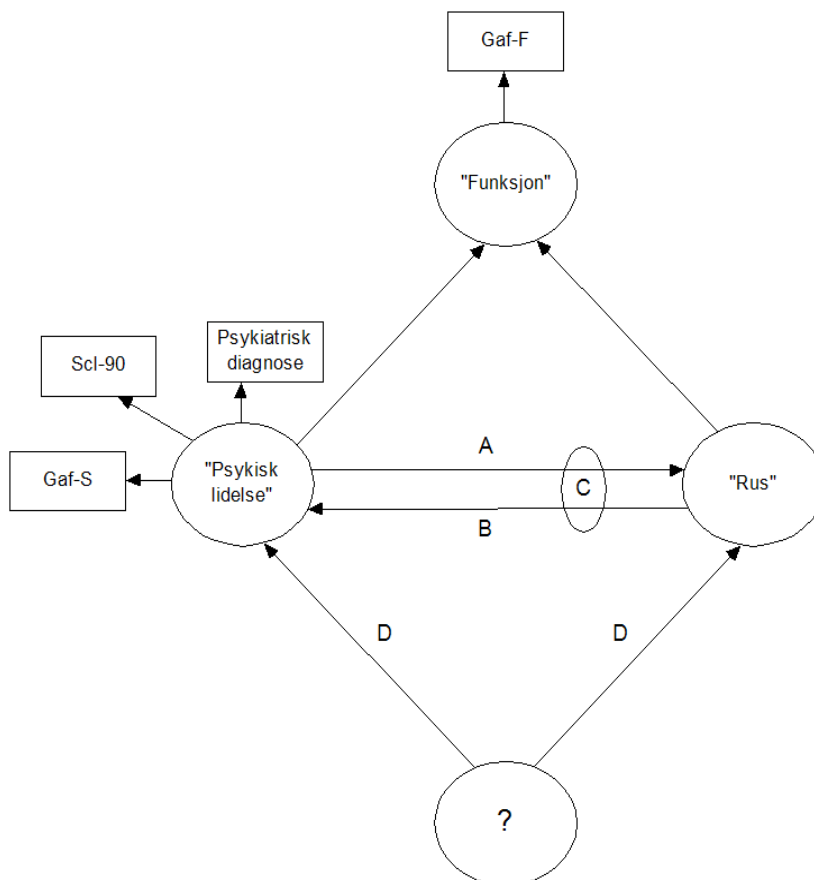 Gaf-F
"Funksjon"
Psykiatrisk
diagnose
Scl-90
"Psykisk
lidelse"
Gaf-S
A
C
B
"Rus"
D
D
?